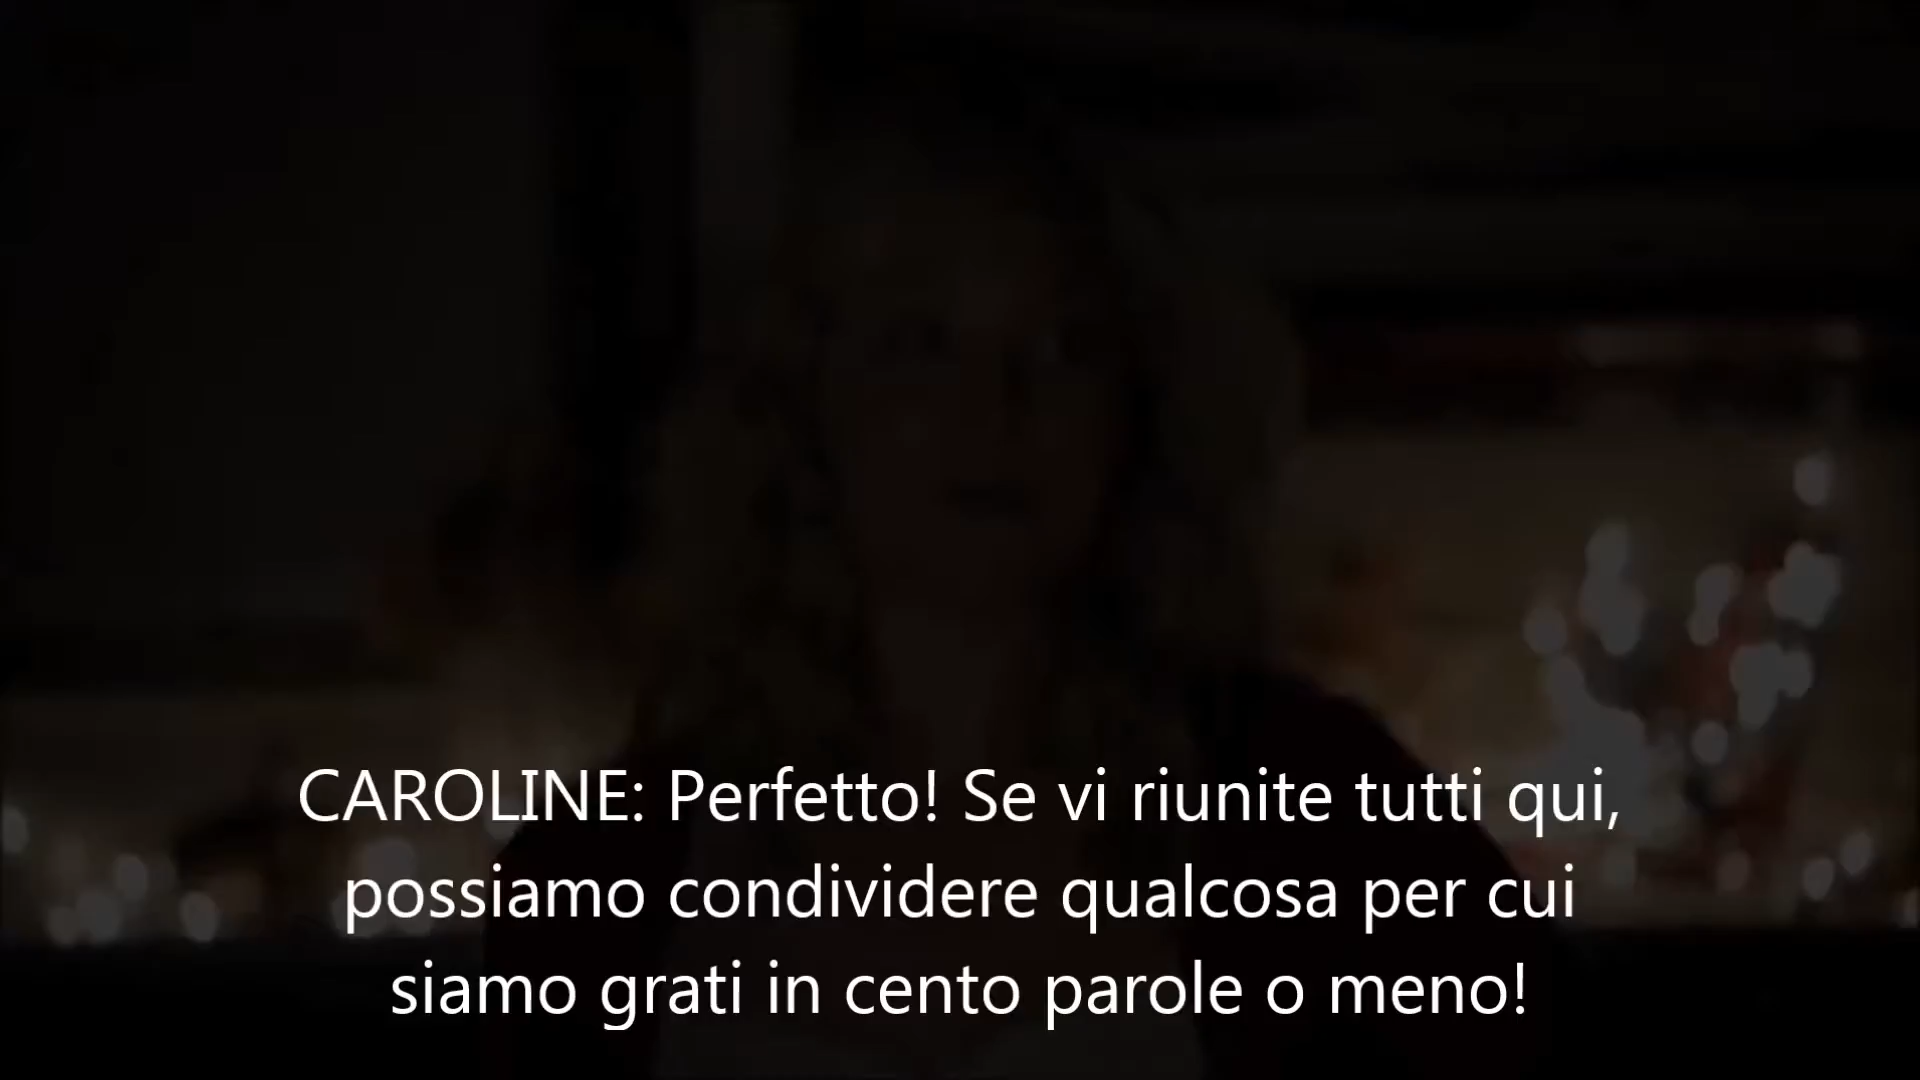 CAROLINE: Perfetto! Se vi riunite tutti qui,
possiamo condividere qualcosa per cui
siamo grati in cento parole o meno!